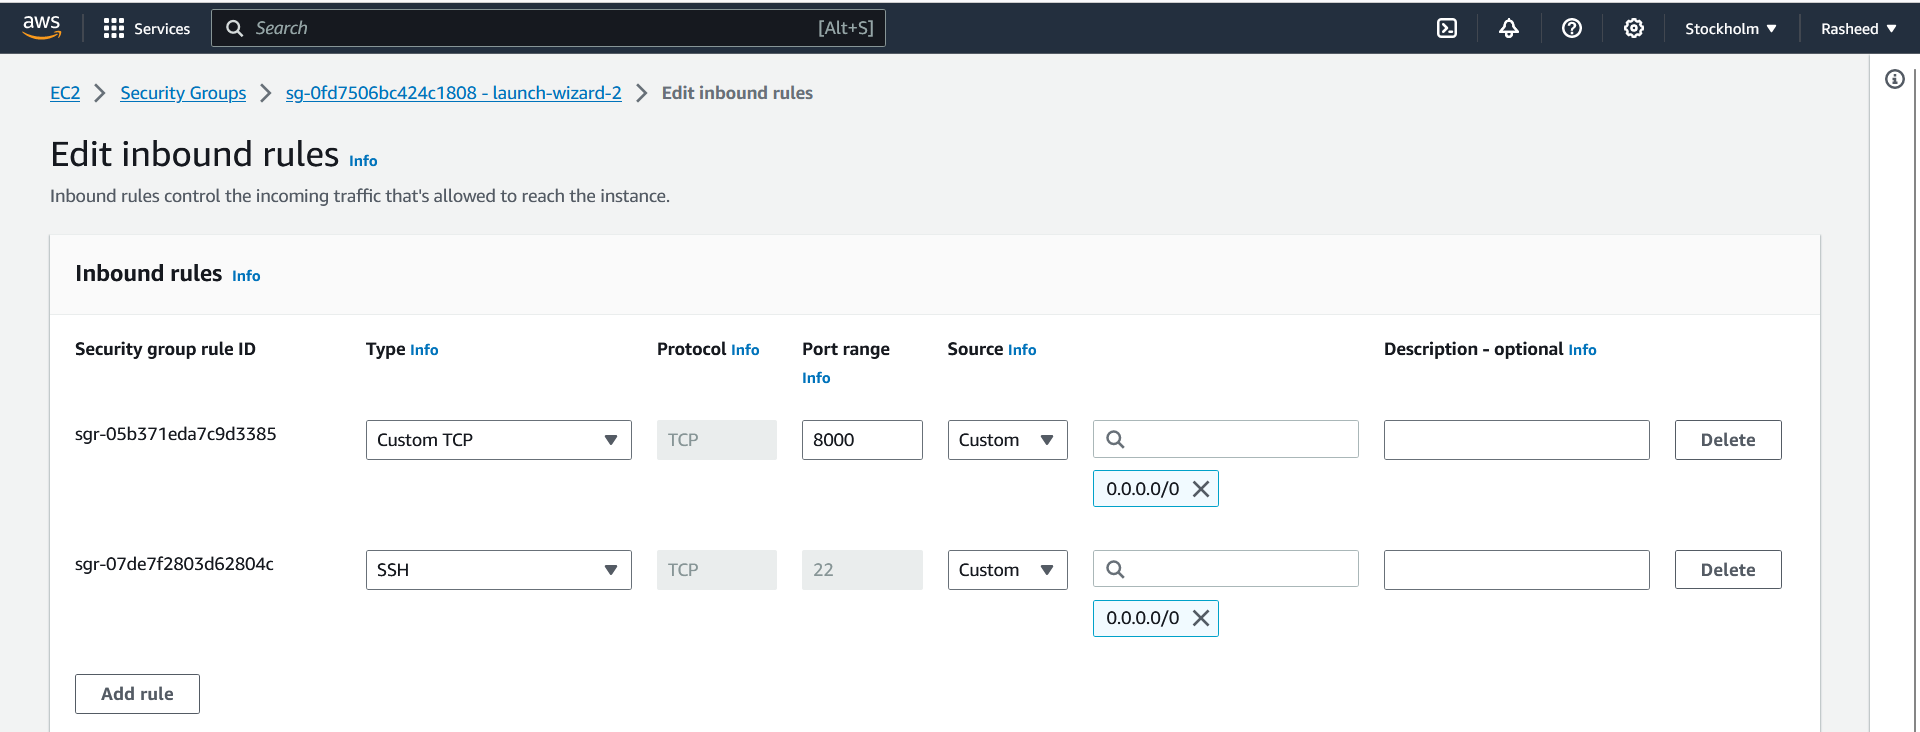 aws Services Search [Alt+S] Stockholm Rasheed
EC2 Security Groups sg-0fd7506bc424c1808 - launch-wizard-2 Edit inbound rules
Edit inbound rules Info
Inbound rules control the incoming traffic that's allowed to reach the instance.
Inbound rules Info
Security group rule ID Type Info Protocol Info Port range Source Info Description - optional Info
Info
sgr-05b371eda7c9d3385 Custom TCP TCP 8000 Custom Delete
0.0.0.0/0
sgr-07de7f2803d62804c SSH TCP 22 Custom Delete
0.0.0.0/0
Add rule